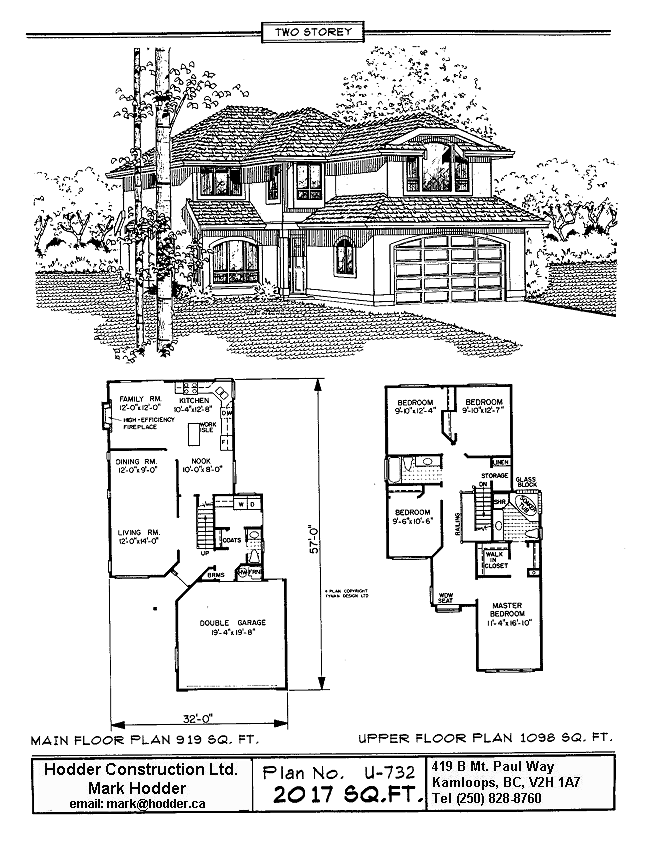 TWO STOREY
FAMILY RM.
12'-0"x12'-0"
HIGH-EFFICIENCY
FIREPLACE
KITCHEN
10'-4"x12'-8"
DW
WORK
ISLE
F
DINING RM.
12'-0"x9'-0"
NOOK
10'-0"x8'-0"
W D
COATS
LIVING RM.
12'-0"x14'-0"
UP
BRMS
HW
FRN
DOUBLE GARAGE
19'-4"x19'-8"
57'-0"
32'-0"
© PLAN COPYRIGHT
TYNAN DESIGN LTD
BEDROOM
9'-10"x12'-4"
BEDROOM
9'-10"x12'-7"
LINEN
STORAGE
DN
GLASS
BLOCK
SHR
SOAKER
TUB
BEDROOM
9'-6"x10'-6"
RAILING
WALK
IN
CLOSET
WDW
SEAT
MASTER
BEDROOM
11'-4"x16'-10"
MAIN FLOOR PLAN 919 SQ. FT.
UPPER FLOOR PLAN 1098 SQ. FT.
Hodder Construction Ltd.
Mark Hodder
email: mark@hodder.ca
Plan No. U-732
2017 SQ.FT.
419 B Mt. Paul Way
Kamloops, BC, V2H 1A7
Tel (250) 828-8760